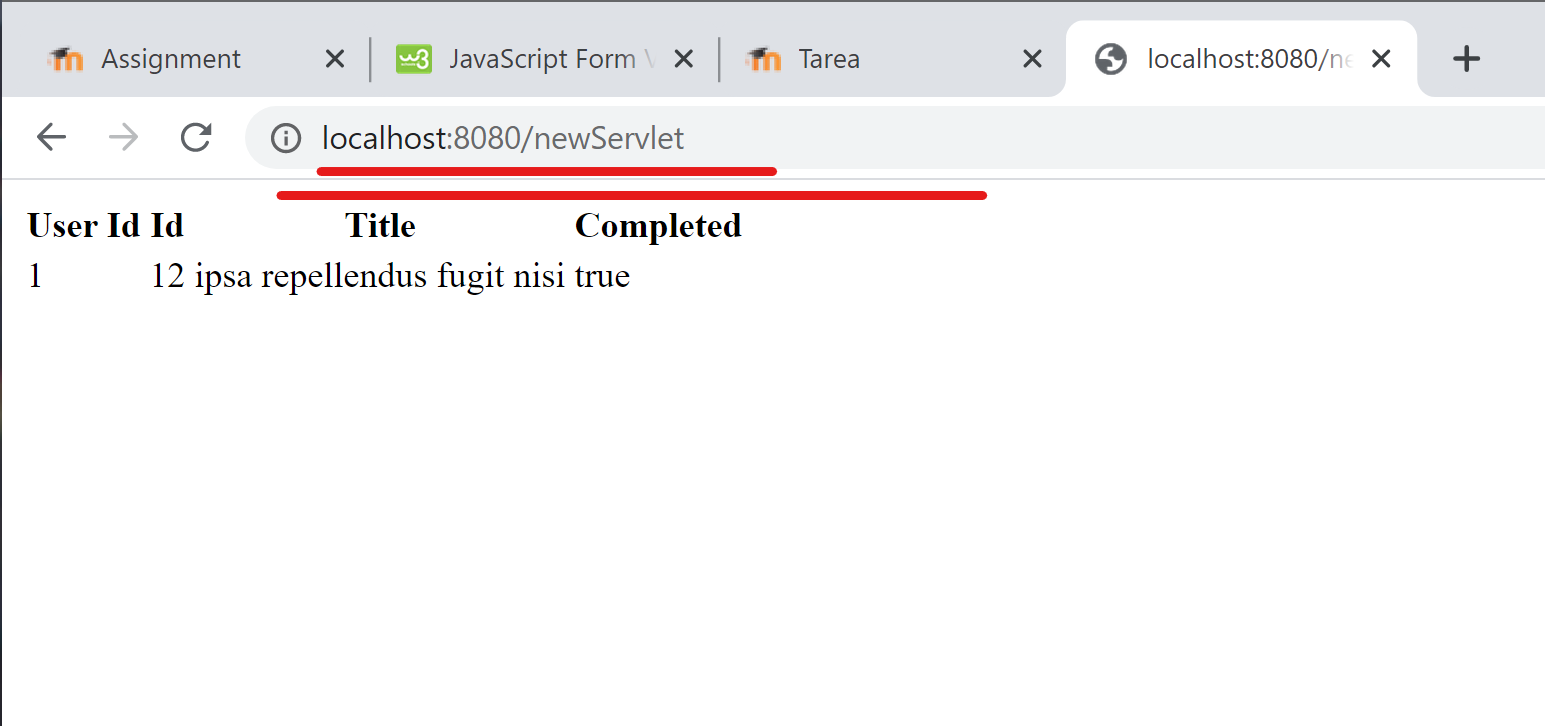 Assignment JavaScript Form Tarea localhost:8080/ne
localhost:8080/newServlet
User Id Id Title Completed
1 12 ipsa repellendus fugit nisi true